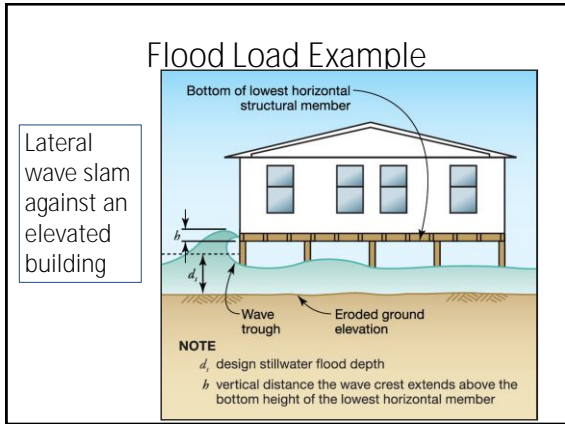 Flood Load Example
Lateral
wave slam
against an
elevated
building
Bottom of lowest horizontal
structural member
h
dₛ
Wave
trough
Eroded ground
elevation
NOTE
dₛ design stillwater flood depth
h vertical distance the wave crest extends above the
bottom height of the lowest horizontal member